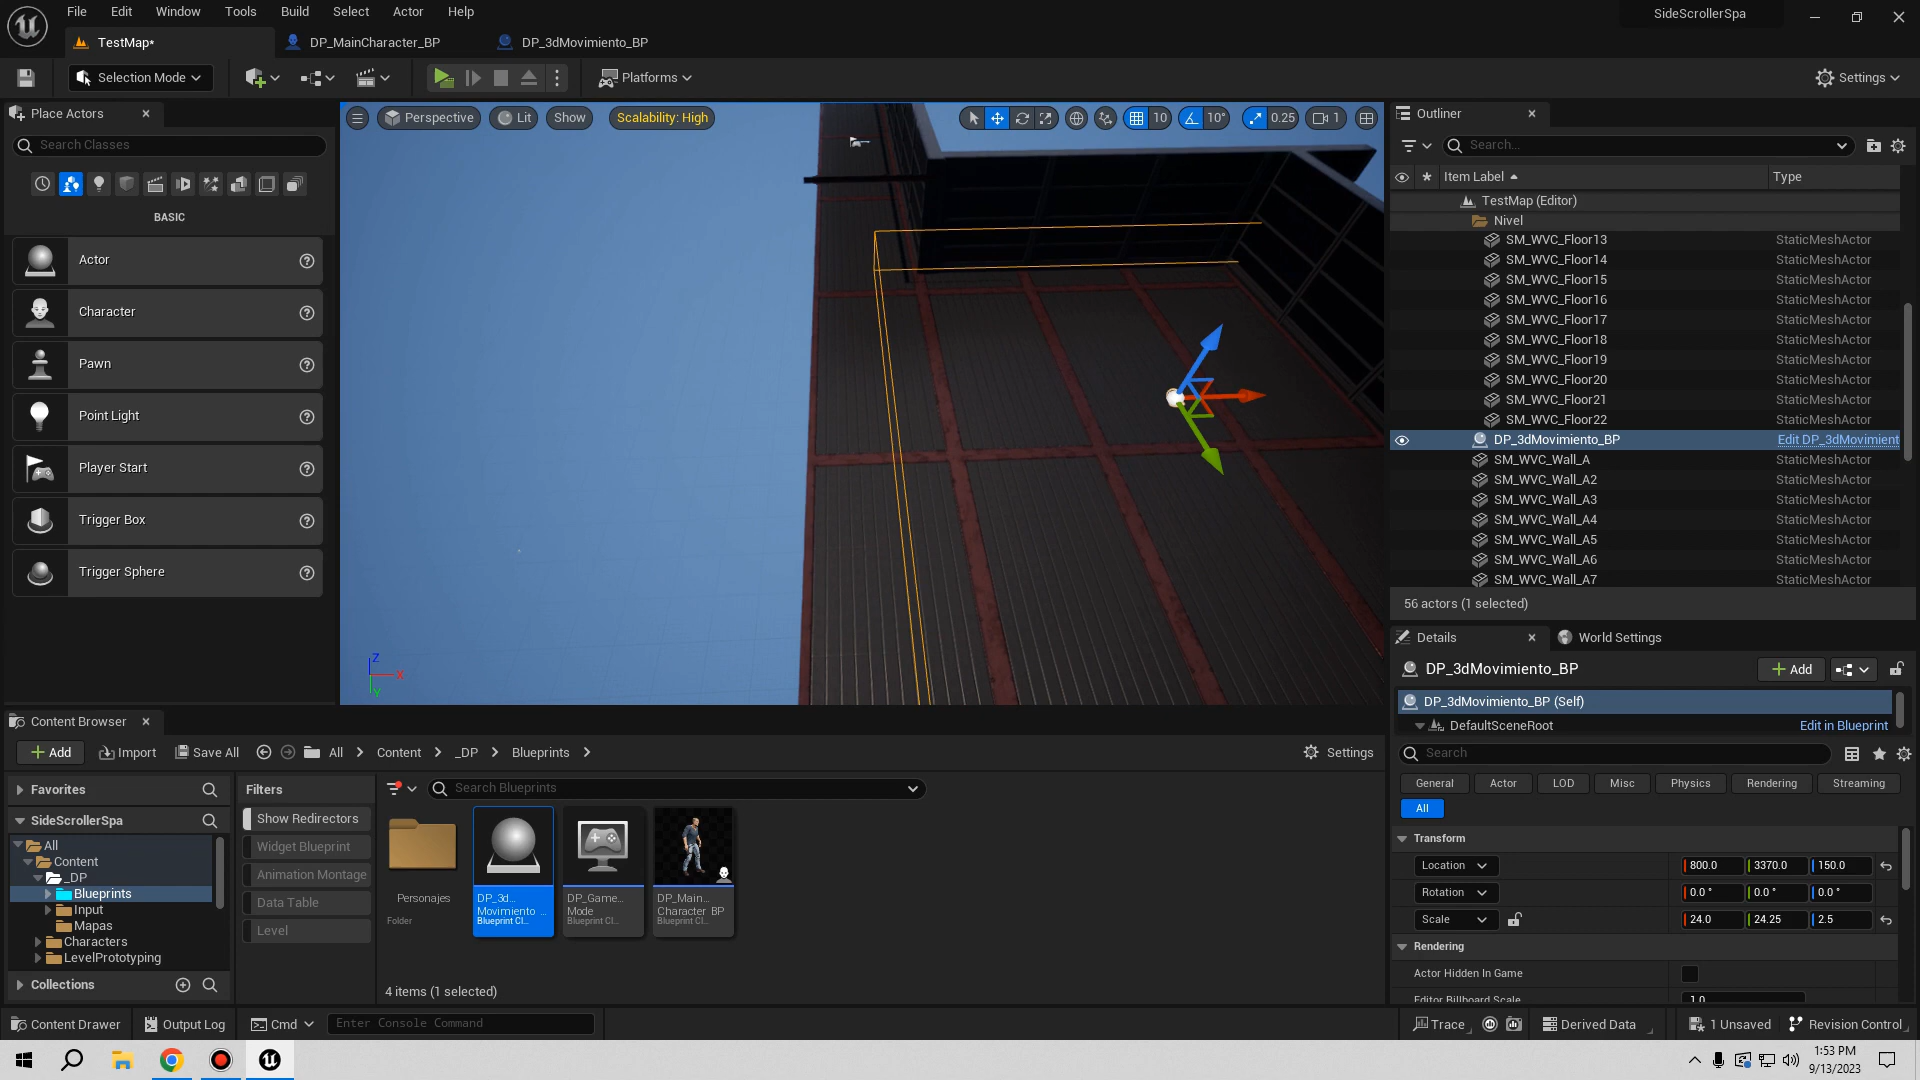 File Edit Window Tools Build Select Actor Help
SideScrollerSpa
TestMap*
DP_MainCharacter_BP
DP_3dMovimiento_BP
Selection Mode
Platforms
Settings
Place Actors
Search Classes
BASIC
Actor
Character
Pawn
Point Light
Player Start
Trigger Box
Trigger Sphere
Perspective
Lit
Show
Scalability: High
10
10°
0.25
1
Z
X
Y
Outliner
Search...
Item Label
Type
TestMap (Editor)
Nivel
SM_WVC_Floor13 StaticMeshActor
SM_WVC_Floor14 StaticMeshActor
SM_WVC_Floor15 StaticMeshActor
SM_WVC_Floor16 StaticMeshActor
SM_WVC_Floor17 StaticMeshActor
SM_WVC_Floor18 StaticMeshActor
SM_WVC_Floor19 StaticMeshActor
SM_WVC_Floor20 StaticMeshActor
SM_WVC_Floor21 StaticMeshActor
SM_WVC_Floor22 StaticMeshActor
DP_3dMovimiento_BP Edit DP_3dMovimient
SM_WVC_Wall_A StaticMeshActor
SM_WVC_Wall_A2 StaticMeshActor
SM_WVC_Wall_A3 StaticMeshActor
SM_WVC_Wall_A4 StaticMeshActor
SM_WVC_Wall_A5 StaticMeshActor
SM_WVC_Wall_A6 StaticMeshActor
SM_WVC_Wall_A7 StaticMeshActor
56 actors (1 selected)
Details
World Settings
DP_3dMovimiento_BP
Add
DP_3dMovimiento_BP (Self)
DefaultSceneRoot Edit in Blueprint
Search
General Actor LOD Misc Physics Rendering Streaming
All
Transform
Location 800.0 3370.0 150.0
Rotation 0.0 ° 0.0 ° 0.0 °
Scale 24.0 24.25 2.5
Rendering
Actor Hidden In Game
Editor Billboard Scale 1.0
Content Browser
Add Import Save All All Content _DP Blueprints
Settings
Favorites
SideScrollerSpa
All
Content
_DP
Blueprints
Input
Mapas
Characters
LevelPrototyping
Collections
Filters
Show Redirectors
Widget Blueprint
Animation Montage
Data Table
Level
Search Blueprints
Personajes
Folder
DP_3d...
Movimiento_...
Blueprint Cl...
DP_Game...
Mode
Blueprint Cl...
DP_Main...
Character_BP
Blueprint Cl...
4 items (1 selected)
Content Drawer
Output Log
Cmd
Enter Console Command
Trace
Derived Data
1 Unsaved
Revision Control
1:53 PM
9/13/2023